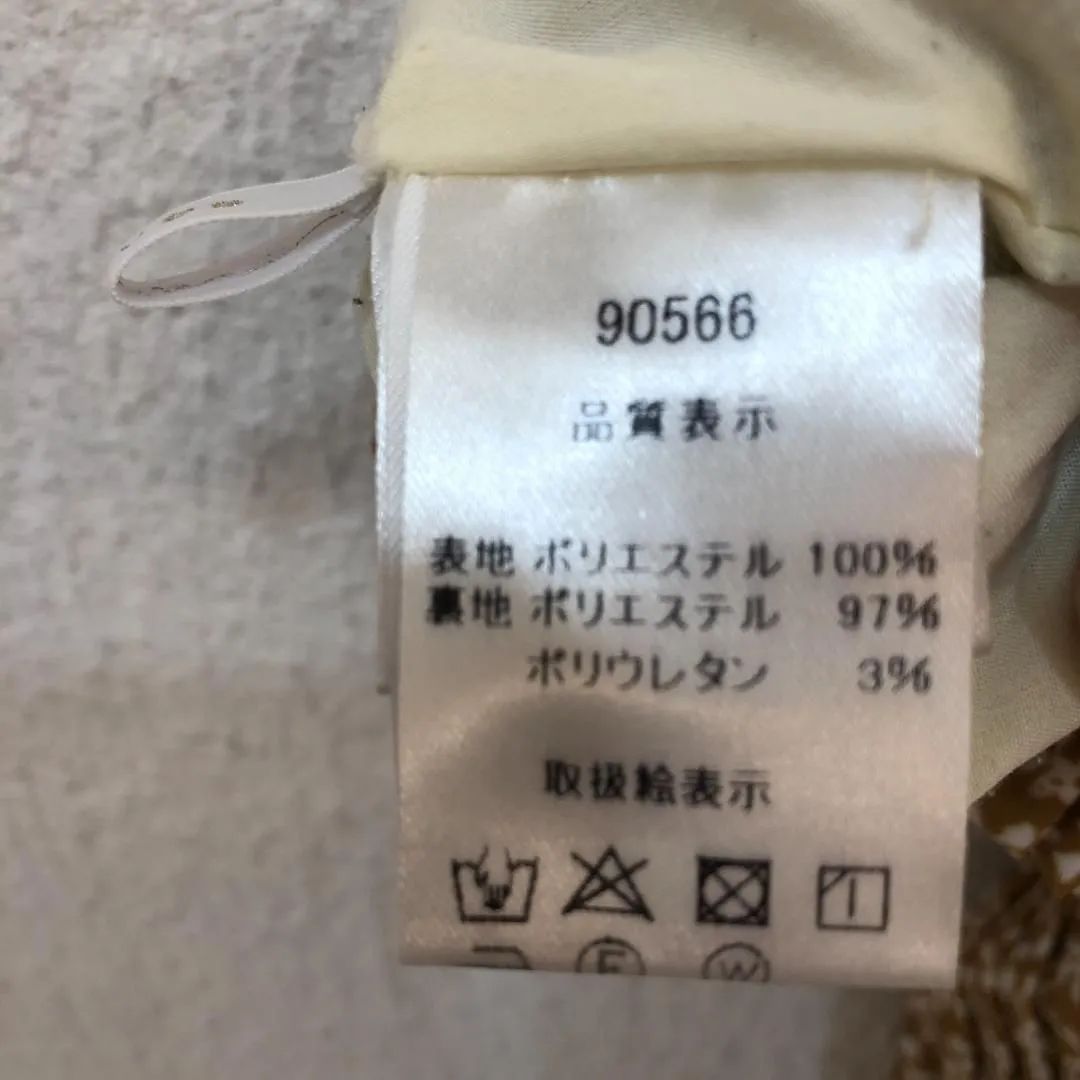 90566
品質表示
表地 ポリエステル 100%
裏地 ポリエステル 97%
ポリウレタン 3%
取扱絵表示
F W